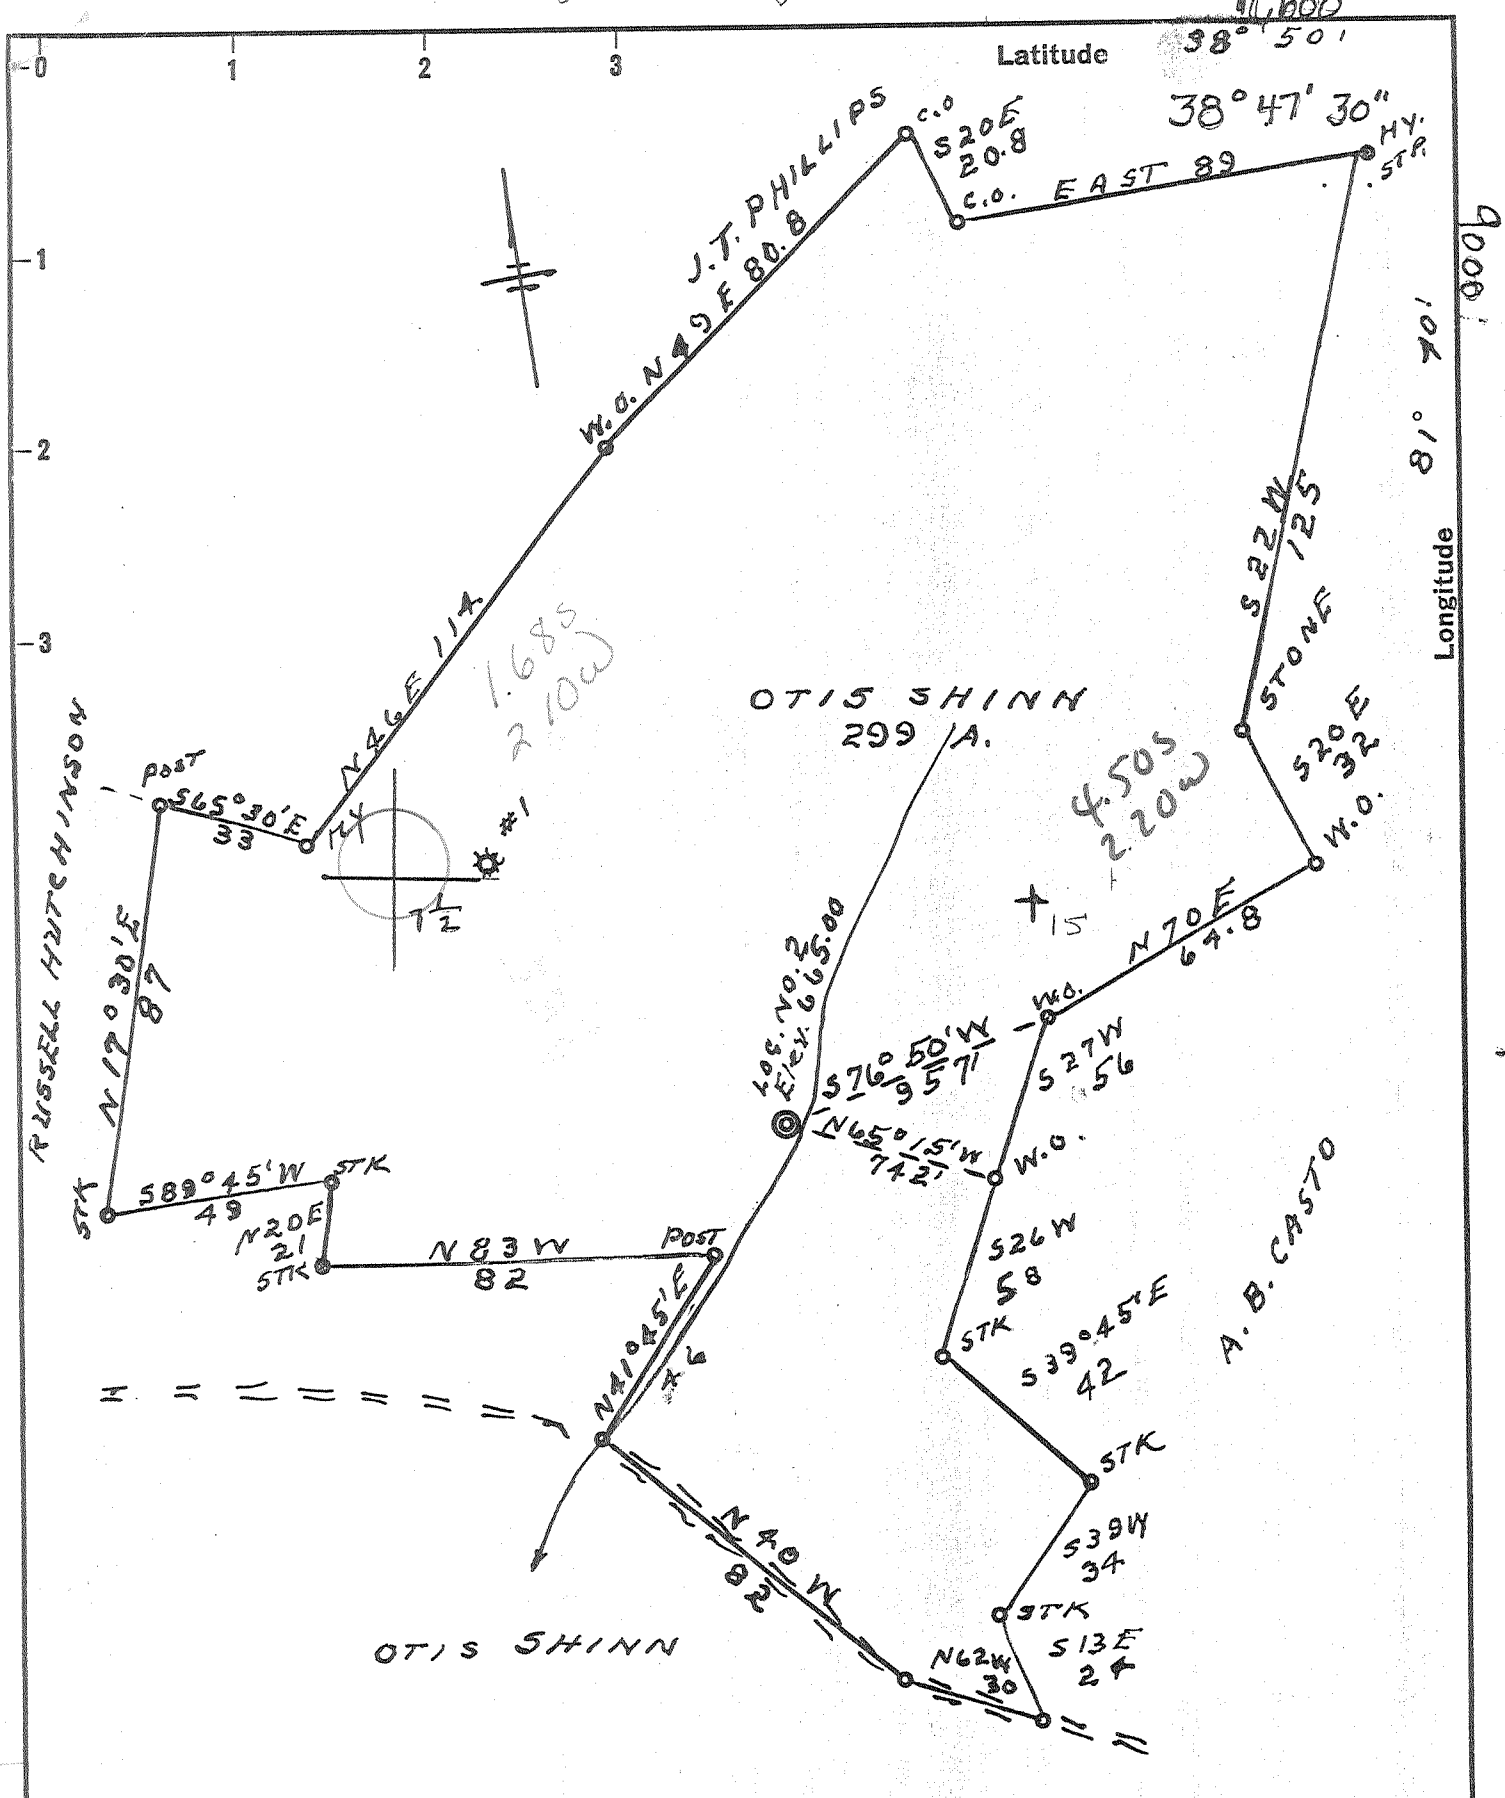 38° 50'
0 1 2 3
Latitude
38° 47' 30"
HY.
STP.
C.O
S20E
20.8
C.O.
EAST 89
J.T. PHILLIPS
N49E 80.8
W.O.
9000'
1
2
3
81° 40'
Longitude
S22W
125
STONE
N46E 114
1.68S
2.10W
OTIS SHINN
299 A.
4.50S
2.20W
S20E
32
W.O.
RUSSELL HUTCHINSON
POST
S65°30'E
33
#1
7 1/2
15
N70E
64.8
N17°30'E
87
LOC. NO. 2
Elev. 665.00
W.O.
S76°50'W
957'
S27W
56
N65°15'W
742'
W.O.
STK
S89°45'W
49
STK
N20E
21
STK
N83W
82
POST
S26W
58
STK
A.B. CASTO
N41°45'E
46
S39°45'E
42
STK
N40W
82
S39W
34
STK
S13E
24
N62W
30
OTIS SHINN